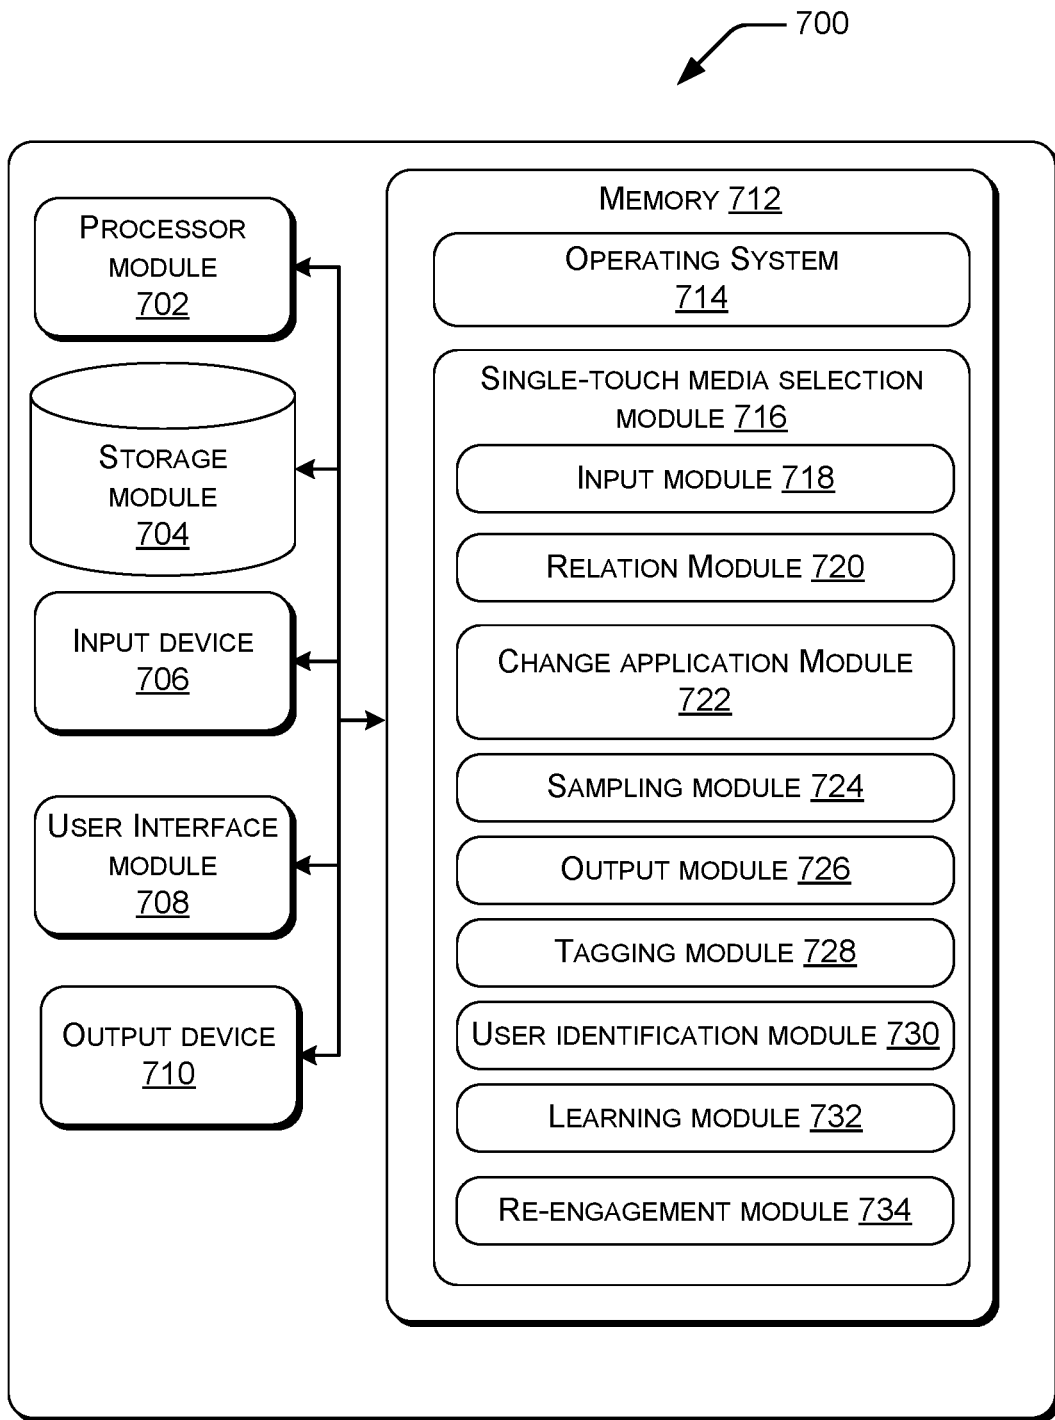 700
PROCESSOR
MODULE
702
STORAGE
MODULE
704
INPUT DEVICE
706
USER INTERFACE
MODULE
708
OUTPUT DEVICE
710
MEMORY 712
OPERATING SYSTEM
714
SINGLE-TOUCH MEDIA SELECTION
MODULE 716
INPUT MODULE 718
RELATION MODULE 720
CHANGE APPLICATION MODULE
722
SAMPLING MODULE 724
OUTPUT MODULE 726
TAGGING MODULE 728
USER IDENTIFICATION MODULE 730
LEARNING MODULE 732
RE-ENGAGEMENT MODULE 734